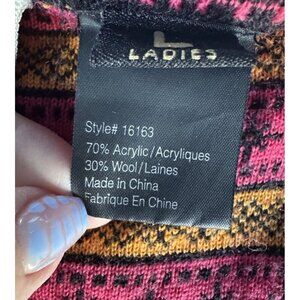 L
LADIES
Style# 16163
70% Acrylic/Acryliques
30% Wool/Laines
Made in China
Fabrique En Chine